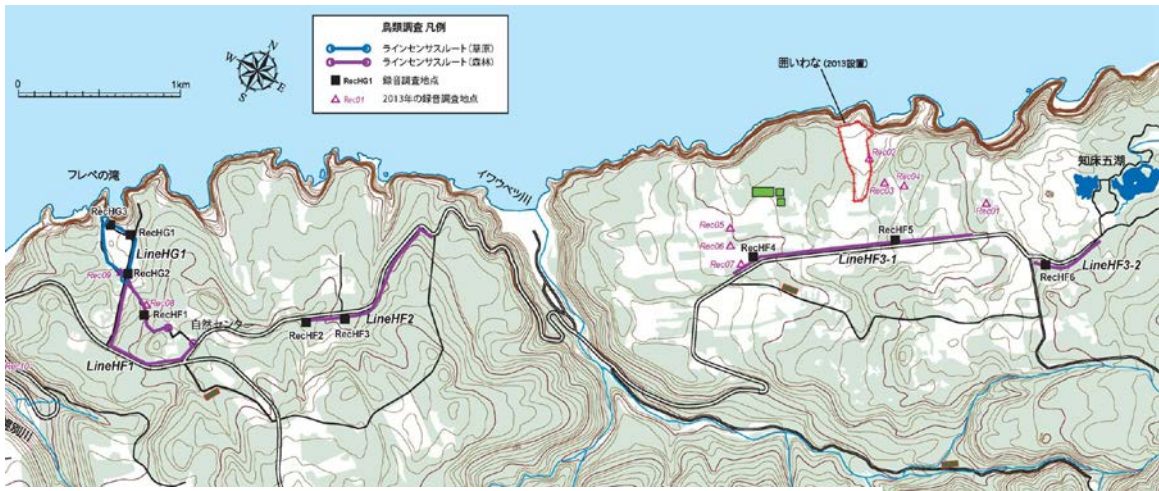 鳥類調査 凡例
ラインセンサスルート(草原)
ラインセンサスルート(森林)
RecHG1 録音調査地点
Rec01 2013年の録音調査地点
N
W
E
S
0
1km
囲いわな(2013設置)
知床五湖
フレペの滝
イワウベツ川
Rec02
Rec03
Rec04
Rec01
RecHG3
RecHG1
LineHG1
RecHG2
Rec09
Rec05
Rec06
Rec07
RecHF4
RecHF5
LineHF3-1
RecHF6
LineHF3-2
Rec08
RecHF1
自然センター
RecHF2
RecHF3
LineHF2
LineHF1
Rec10